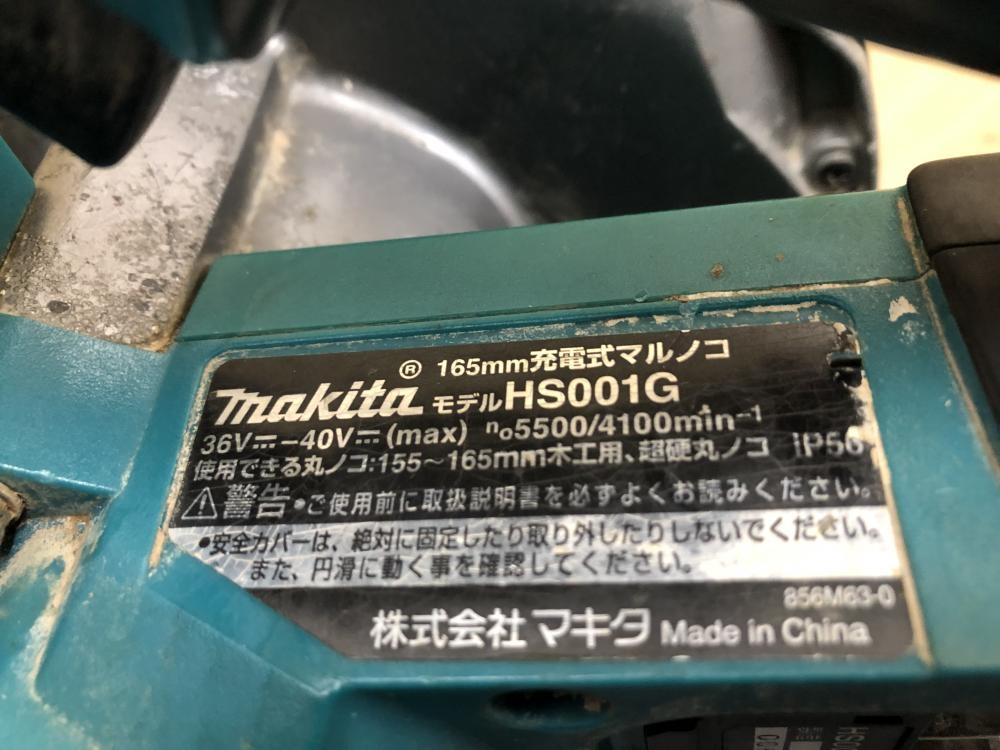 ® 165mm充電式マルノコ
makita モデル HS001G
36V⎓-40V⎓(max) n₀5500/4100min⁻¹
使用できる丸ノコ:155～165mm木工用、超硬丸ノコ IP56
⚠警告 •ご使用前に取扱説明書を必ずよくお読みください。
•安全カバーは、絶対に固定したり取り外したりしないでください。
また、円滑に動く事を確認してください。
856M63-0
株式会社 マキタ Made in China